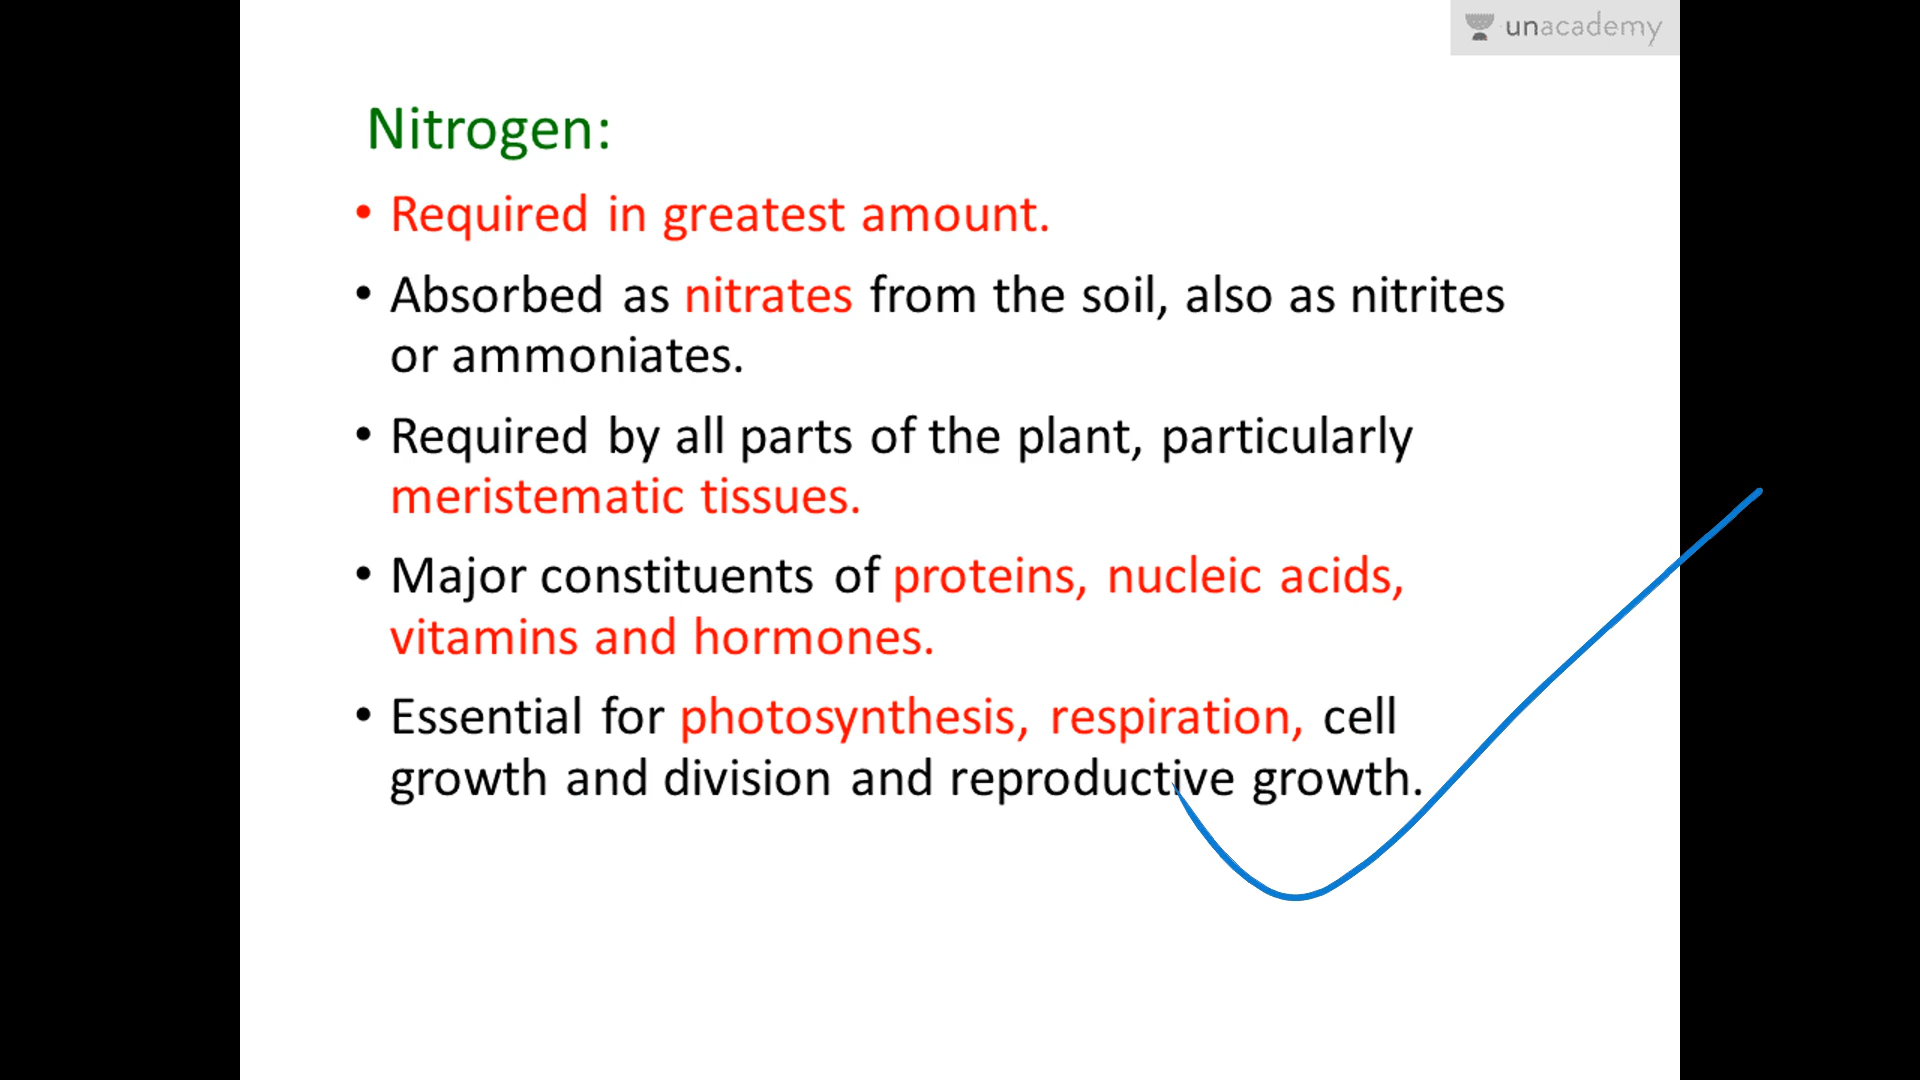 unacademy
Nitrogen:
• Required in greatest amount.
• Absorbed as nitrates from the soil, also as nitrites
or ammoniates.
• Required by all parts of the plant, particularly
meristematic tissues.
• Major constituents of proteins, nucleic acids,
vitamins and hormones.
• Essential for photosynthesis, respiration, cell
growth and division and reproductive growth.